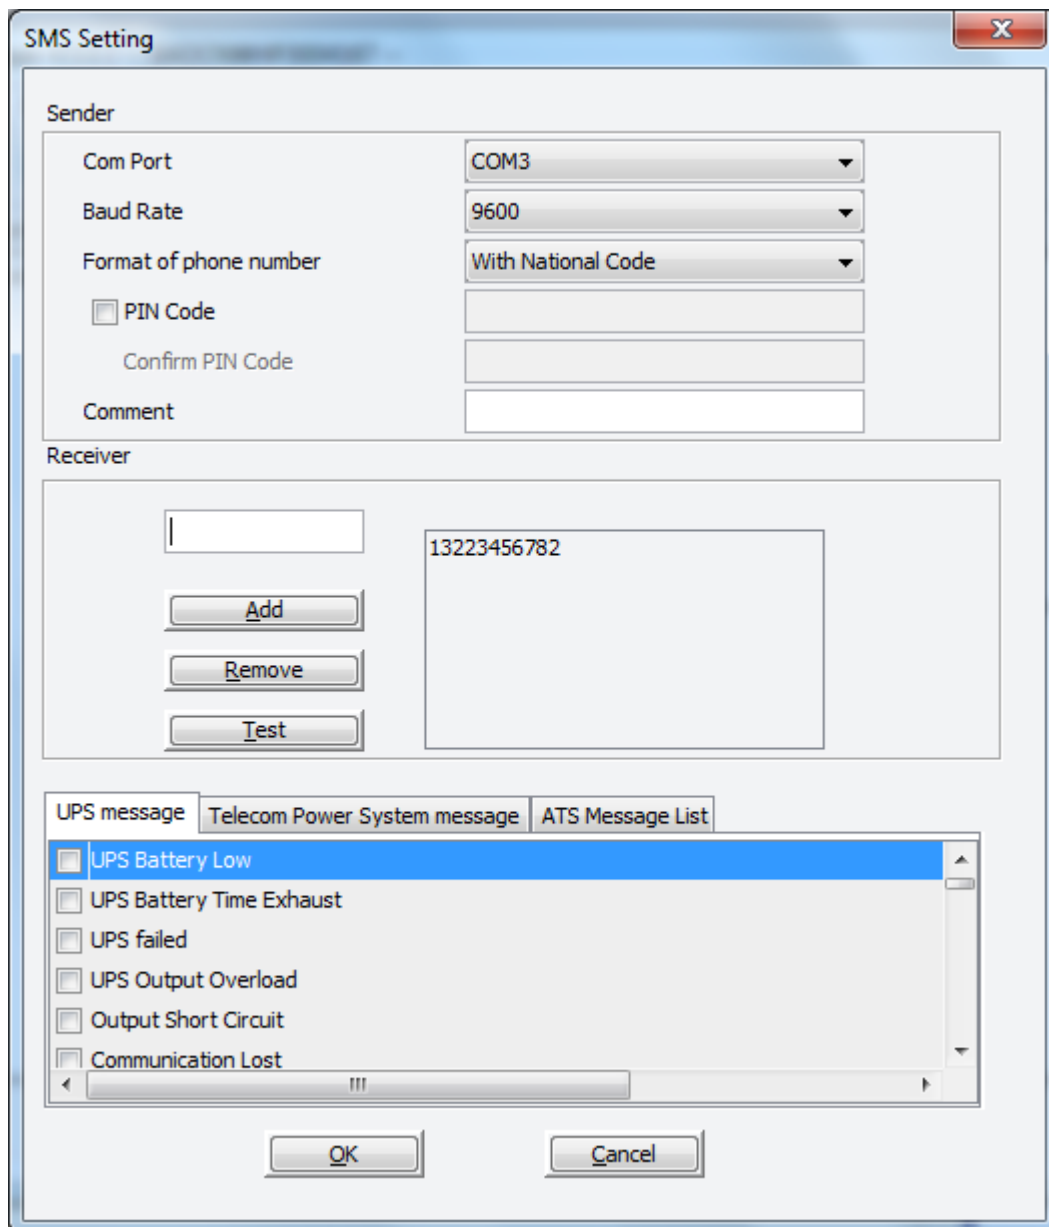 SMS Setting
Sender
Com Port COM3
Baud Rate 9600
Format of phone number With National Code
PIN Code
Confirm PIN Code
Comment
Receiver
13223456782
Add
Remove
Test
UPS message Telecom Power System message ATS Message List
UPS Battery Low
UPS Battery Time Exhaust
UPS failed
UPS Output Overload
Output Short Circuit
Communication Lost
OK Cancel